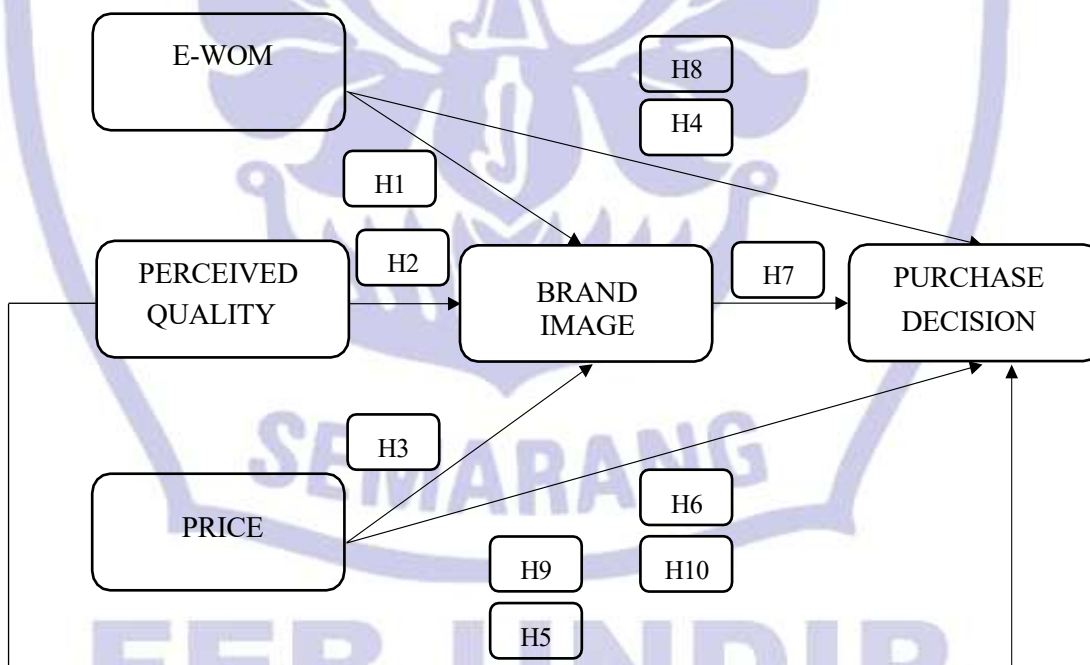 E-WOM
H8
H4
H1
H2
PERCEIVED
QUALITY
BRAND
IMAGE
H7
PURCHASE
DECISION
SEMARANG
H3
PRICE
H6
H9
H10
H5
FEB UNDIP